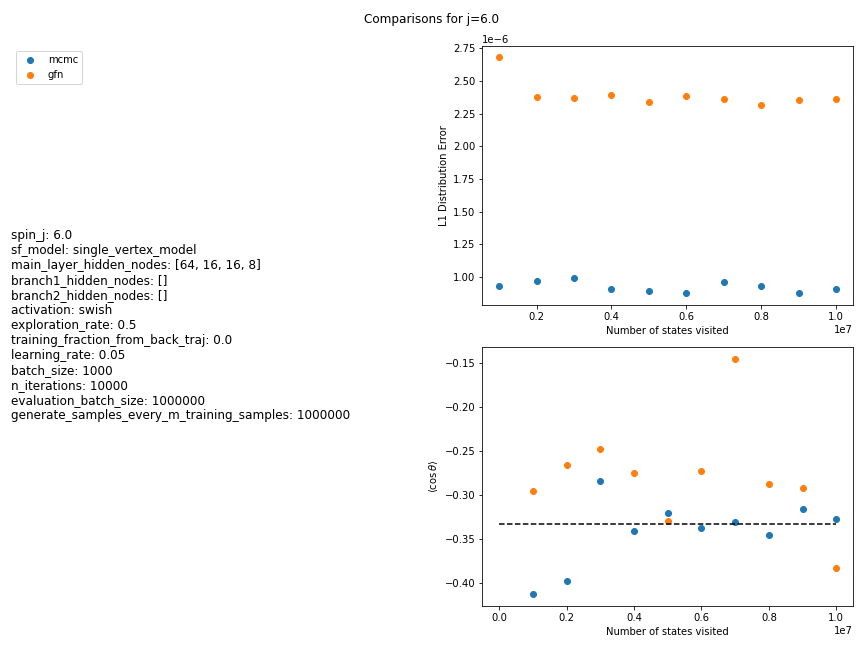 Comparisons for j=6.0
mcmc
gfn
spin_j: 6.0
sf_model: single_vertex_model
main_layer_hidden_nodes: [64, 16, 16, 8]
branch1_hidden_nodes: []
branch2_hidden_nodes: []
activation: swish
exploration_rate: 0.5
training_fraction_from_back_traj: 0.0
learning_rate: 0.05
batch_size: 1000
n_iterations: 10000
evaluation_batch_size: 1000000
generate_samples_every_m_training_samples: 1000000
1e−6
2.75
2.50
2.25
2.00
1.75
1.50
1.25
1.00
L1 Distribution Error
0.2 0.4 0.6 0.8 1.0
Number of states visited
1e7
−0.15
−0.20
−0.25
−0.30
−0.35
−0.40
⟨cos θ⟩
0.0 0.2 0.4 0.6 0.8 1.0
Number of states visited
1e7